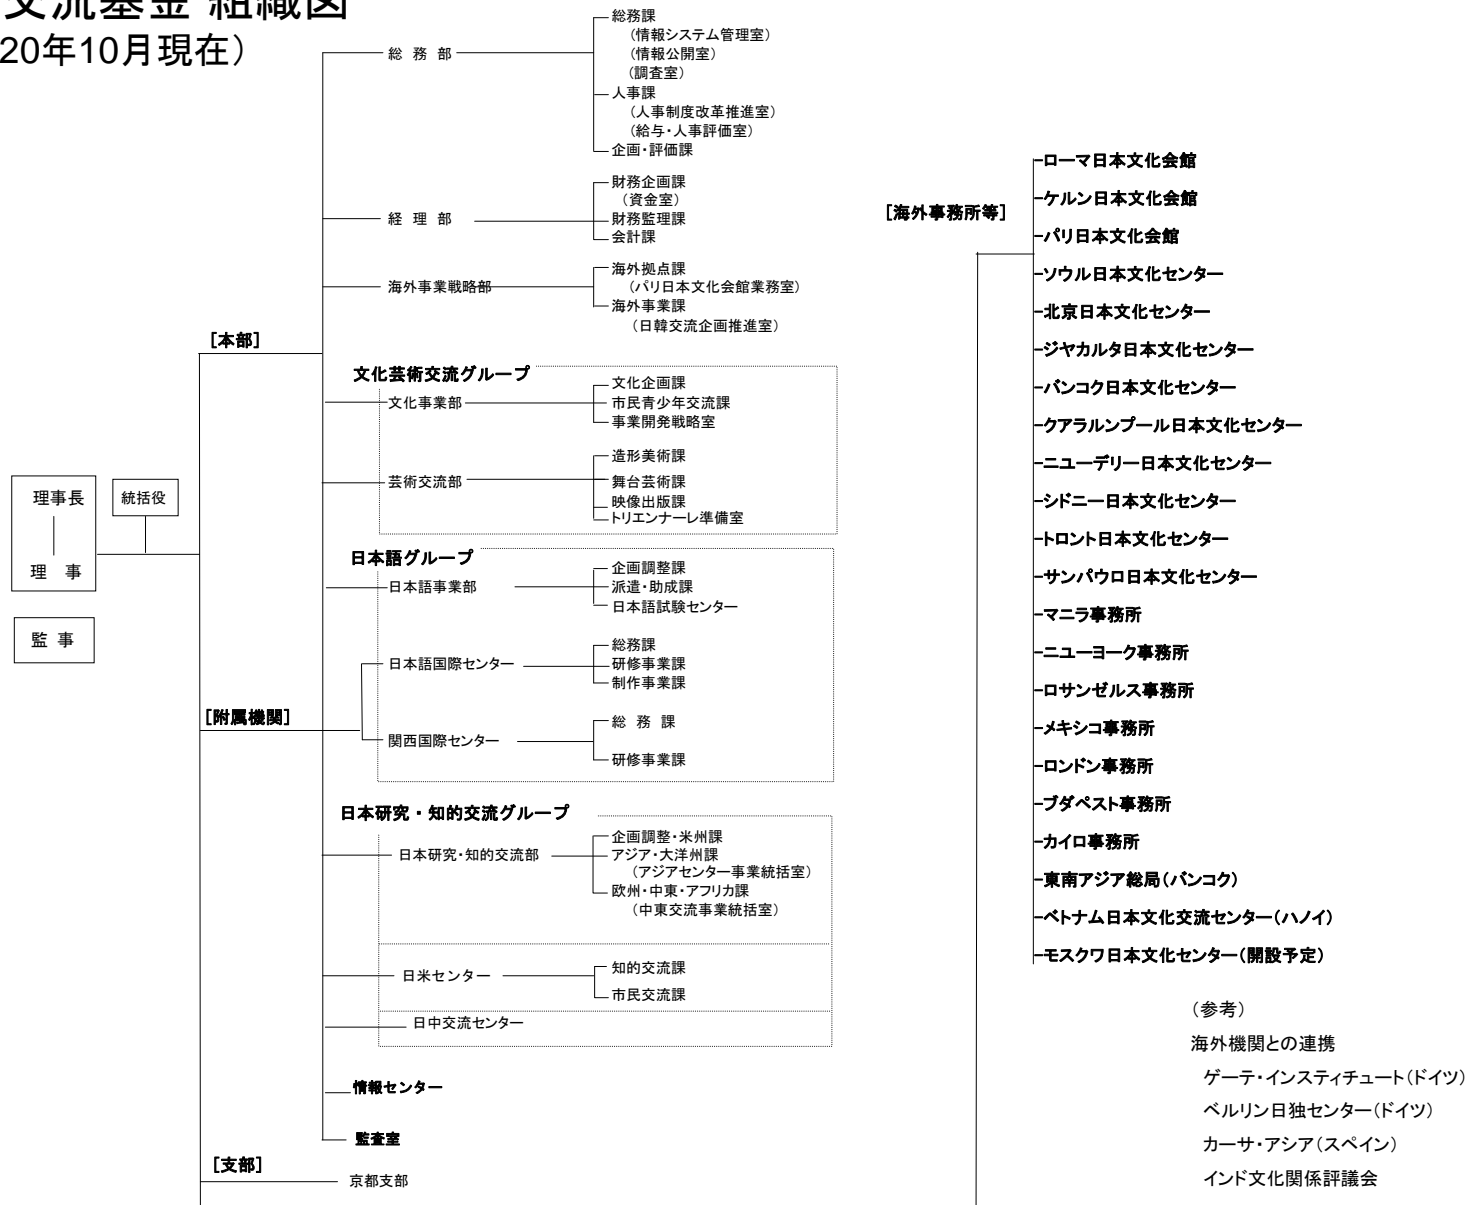 文流基金 組織図
20年10月現在）
理事長
理 事
統括役
監 事
［本部］
総 務 部
総務課
（情報システム管理室）
（情報公開室）
（調査室）
人事課
（人事制度改革推進室）
（給与・人事評価室）
企画・評価課
経 理 部
財務企画課
（資金室）
財務監理課
会計課
海外事業戦略部
海外拠点課
（パリ日本文化会館業務室）
海外事業課
（日韓交流企画推進室）
文化芸術交流グループ
文化事業部
文化企画課
市民青少年交流課
事業開発戦略室
芸術交流部
造形美術課
舞台芸術課
映像出版課
トリエンナーレ準備室
日本語グループ
日本語事業部
企画調整課
派遣・助成課
日本語試験センター
［附属機関］
日本語国際センター
総務課
研修事業課
制作事業課
関西国際センター
総 務 課
研修事業課
日本研究・知的交流グループ
日本研究・知的交流部
企画調整・米州課
アジア・大洋州課
（アジアセンター事業統括室）
欧州・中東・アフリカ課
（中東交流事業統括室）
日米センター
知的交流課
市民交流課
日中交流センター
情報センター
監査室
［支部］
京都支部
［海外事務所等］
ローマ日本文化会館
ケルン日本文化会館
パリ日本文化会館
ソウル日本文化センター
北京日本文化センター
ジャカルタ日本文化センター
バンコク日本文化センター
クアラルンプール日本文化センター
ニューデリー日本文化センター
シドニー日本文化センター
トロント日本文化センター
サンパウロ日本文化センター
マニラ事務所
ニューヨーク事務所
ロサンゼルス事務所
メキシコ事務所
ロンドン事務所
ブダペスト事務所
カイロ事務所
東南アジア総局（バンコク）
ベトナム日本文化交流センター（ハノイ）
モスクワ日本文化センター（開設予定）
（参考）
海外機関との連携
ゲーテ・インスティチュート（ドイツ）
ベルリン日独センター（ドイツ）
カーサ・アシア（スペイン）
インド文化関係評議会